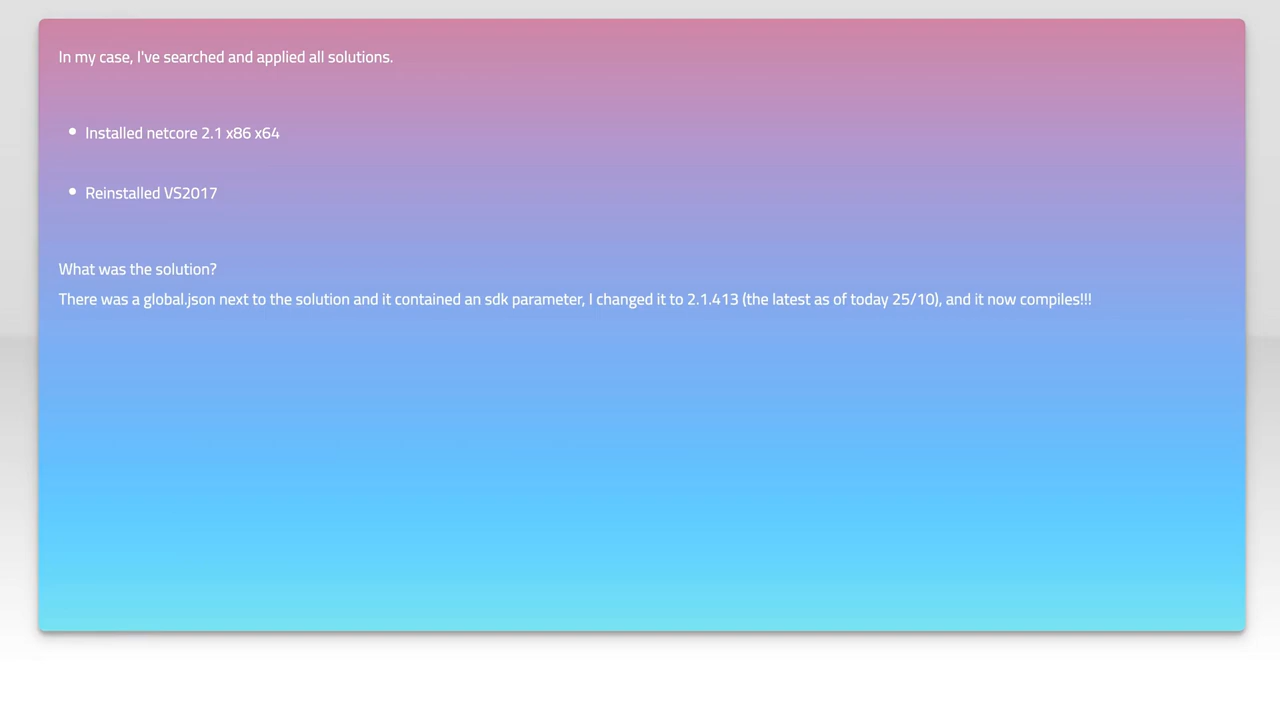 In my case, I've searched and applied all solutions.
Installed netcore 2.1 x86 x64
Reinstalled VS2017
What was the solution?
There was a global.json next to the solution and it contained an sdk parameter, I changed it to 2.1.413 (the latest as of today 25/10), and it now compiles!!!